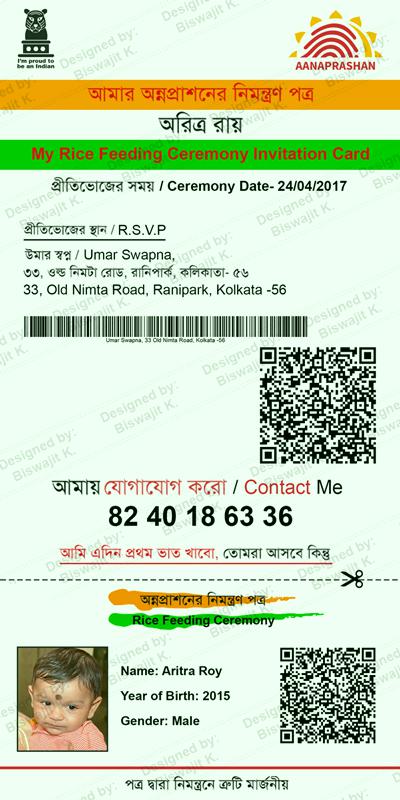 I'm proud to
be an Indian
AANAPRASHAN
আমার অন্নপ্রাশনের নিমন্ত্রণ পত্র
অরিত্র রায়
My Rice Feeding Ceremony Invitation Card
প্রীতিভোজের সময় / Ceremony Date- 24/04/2017
প্রীতিভোজের স্থান / R.S.V.P
উমার স্বপ্ন / Umar Swapna,
৩৩, ওল্ড নিমটা রোড, রানিপার্ক, কলিকাতা- ৫৬
33, Old Nimta Road, Ranipark, Kolkata -56
Umar Swapna, 33 Old Nimta Road, Kolkata -56
আমায় যোগাযোগ করো / Contact Me
82 40 18 63 36
আমি এদিন প্রথম ভাত খাবো, তোমরা আসবে কিন্তু
অন্নপ্রাশনের নিমন্ত্রণ পত্র
Rice Feeding Ceremony
Name: Aritra Roy
Year of Birth: 2015
Gender: Male
পত্র দ্বারা নিমন্ত্রনে ত্রুটি মার্জনীয়
Designed by:
Biswajit K.